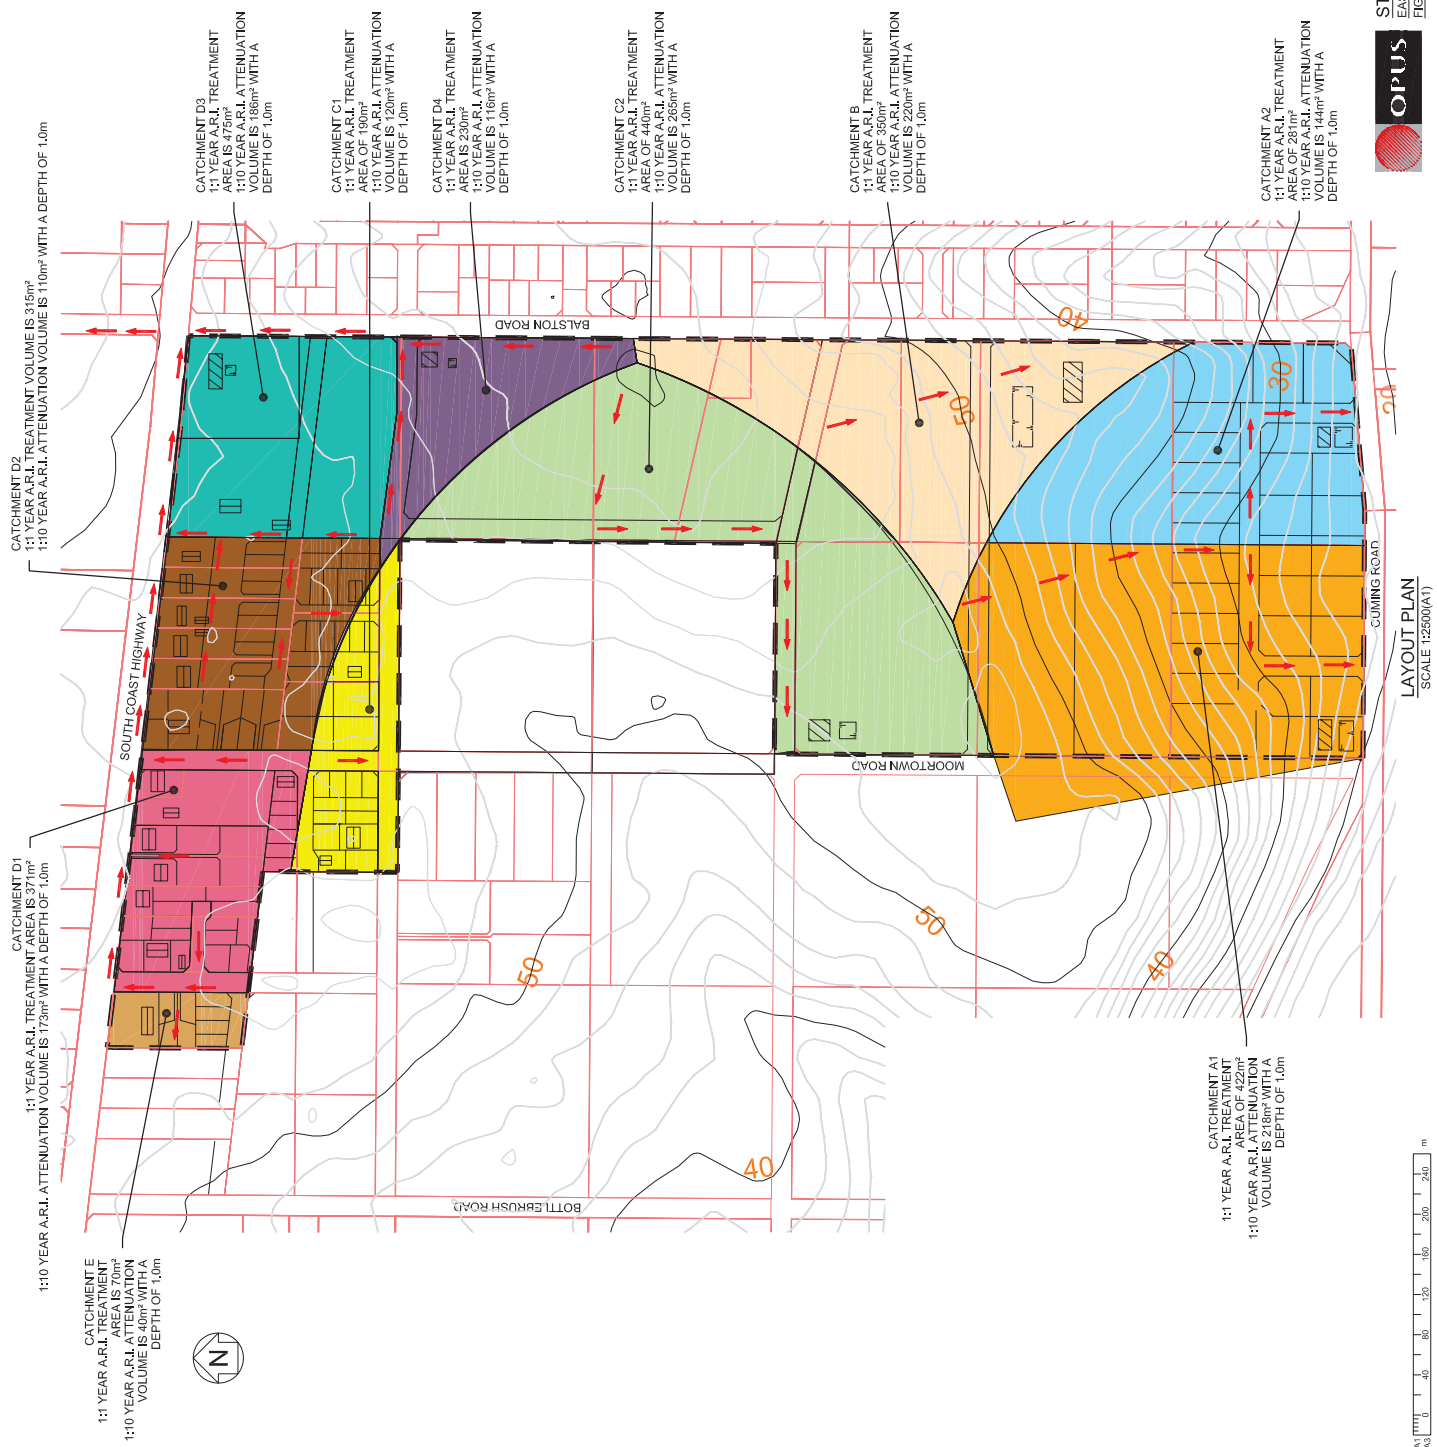 CATCHMENT D2
1:1 YEAR A.R.I. TREATMENT VOLUME IS 315m²
1:10 YEAR A.R.I. ATTENUATION VOLUME IS 110m² WITH A DEPTH OF 1.0m
CATCHMENT D3
1:1 YEAR A.R.I. TREATMENT
AREA IS 475m²
1:10 YEAR A.R.I. ATTENUATION
VOLUME IS 186m² WITH A
DEPTH OF 1.0m
CATCHMENT C1
1:1 YEAR A.R.I. TREATMENT
AREA OF 190m²
1:10 YEAR A.R.I. ATTENUATION
VOLUME IS 120m² WITH A
DEPTH OF 1.0m
CATCHMENT D4
1:1 YEAR A.R.I. TREATMENT
AREA IS 230m²
1:10 YEAR A.R.I. ATTENUATION
VOLUME IS 116m² WITH A
DEPTH OF 1.0m
CATCHMENT C2
1:1 YEAR A.R.I. TREATMENT
AREA OF 440m²
1:10 YEAR A.R.I. ATTENUATION
VOLUME IS 265m² WITH A
DEPTH OF 1.0m
CATCHMENT B
1:1 YEAR A.R.I. TREATMENT
AREA OF 350m²
1:10 YEAR A.R.I. ATTENUATION
VOLUME IS 220m² WITH A
DEPTH OF 1.0m
CATCHMENT A2
1:1 YEAR A.R.I. TREATMENT
AREA OF 281m²
1:10 YEAR A.R.I. ATTENUATION
VOLUME IS 144m² WITH A
DEPTH OF 1.0m
CATCHMENT D1
1:1 YEAR A.R.I. TREATMENT AREA IS 371m²
1:10 YEAR A.R.I. ATTENUATION VOLUME IS 173m² WITH A DEPTH OF 1.0m
CATCHMENT E
1:1 YEAR A.R.I. TREATMENT
AREA IS 70m²
1:10 YEAR A.R.I. ATTENUATION
VOLUME IS 40m² WITH A
DEPTH OF 1.0m
CATCHMENT A1
1:1 YEAR A.R.I. TREATMENT
AREA OF 422m²
1:10 YEAR A.R.I. ATTENUATION
VOLUME IS 218m² WITH A
DEPTH OF 1.0m
SOUTH COAST HIGHWAY
BALSTON ROAD
MOORTOWN ROAD
BOTTLEBRUSH ROAD
CUMING ROAD
40
50
30
20
50
40
50
40
N
LAYOUT PLAN
SCALE 1:2500(A1)
OPUS
ST
EAS
FIG
A1
A3
0 40 80 120 160 200 240 m